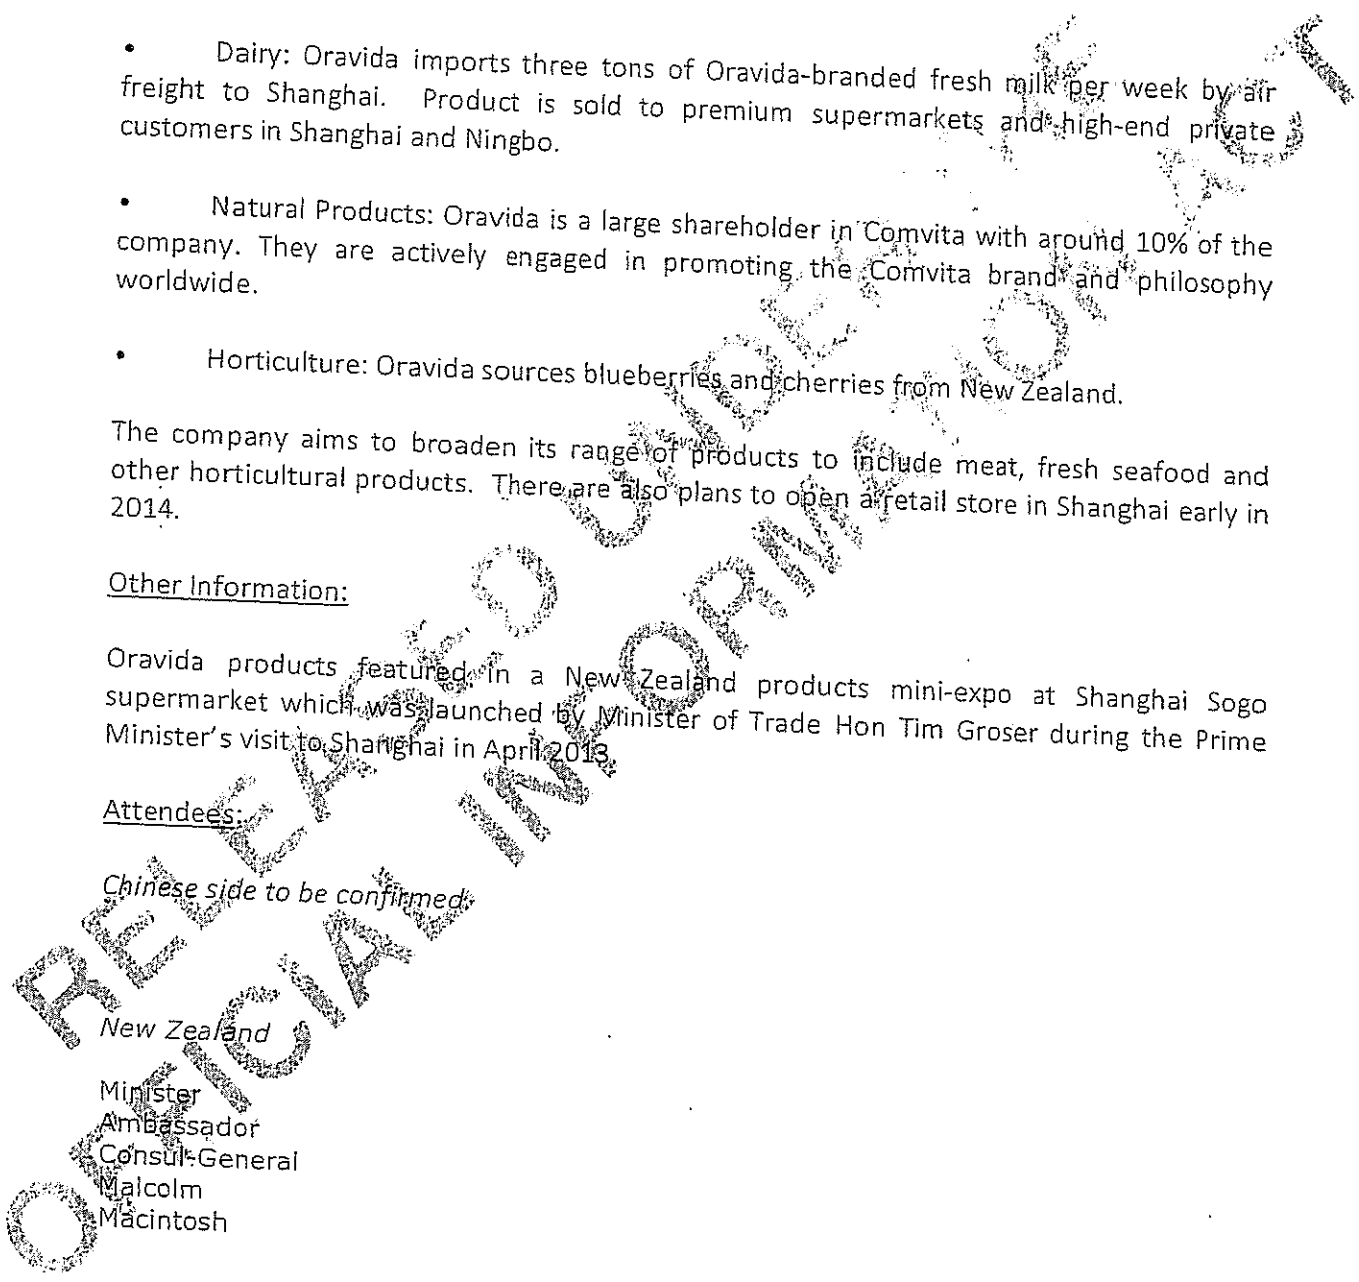 • Dairy: Oravida imports three tons of Oravida-branded fresh milk per week by air
freight to Shanghai. Product is sold to premium supermarkets and high-end private
customers in Shanghai and Ningbo.
• Natural Products: Oravida is a large shareholder in Comvita with around 10% of the
company. They are actively engaged in promoting the Comvita brand and philosophy
worldwide.
• Horticulture: Oravida sources blueberries and cherries from New Zealand.
The company aims to broaden its range of products to include meat, fresh seafood and
other horticultural products. There are also plans to open a retail store in Shanghai early in
2014.
Other Information:
Oravida products featured in a New Zealand products mini-expo at Shanghai Sogo
supermarket which was launched by Minister of Trade Hon Tim Groser during the Prime
Minister's visit to Shanghai in April 2013.
Attendees:
Chinese side to be confirmed.
New Zealand
Minister
Ambassador
Consul-General
Malcolm
Macintosh
RELEASED UNDER THE
OFFICIAL INFORMATION ACT